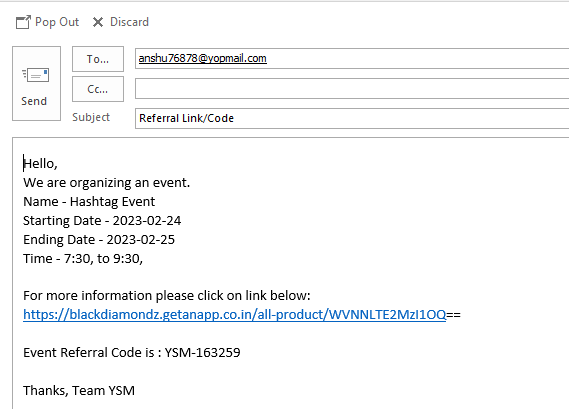 Pop Out Discard
Send
To... anshu76878@yopmail.com
Cc...
Subject Referral Link/Code
Hello,
We are organizing an event.
Name - Hashtag Event
Starting Date - 2023-02-24
Ending Date - 2023-02-25
Time - 7:30, to 9:30,
For more information please click on link below:
https://blackdiamondz.getanapp.co.in/all-product/WVNNLTE2MzI1OQ==
Event Referral Code is : YSM-163259
Thanks, Team YSM